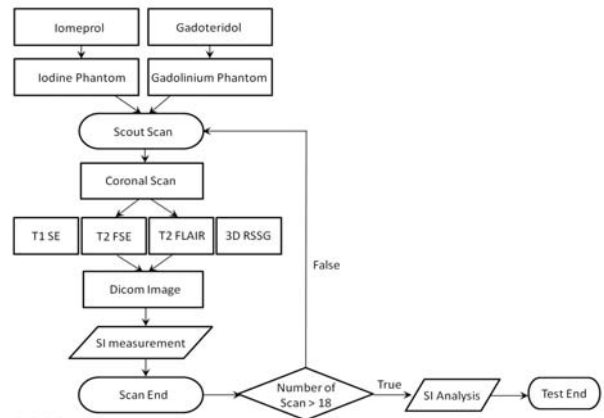 Iomeprol
Gadoteridol
Iodine Phantom
Gadolinium Phantom
Scout Scan
Coronal Scan
T1 SE
T2 FSE
T2 FLAIR
3D RSSG
False
Dicom Image
SI measurement
Scan End
Number of
Scan > 18
True
SI Analysis
Test End